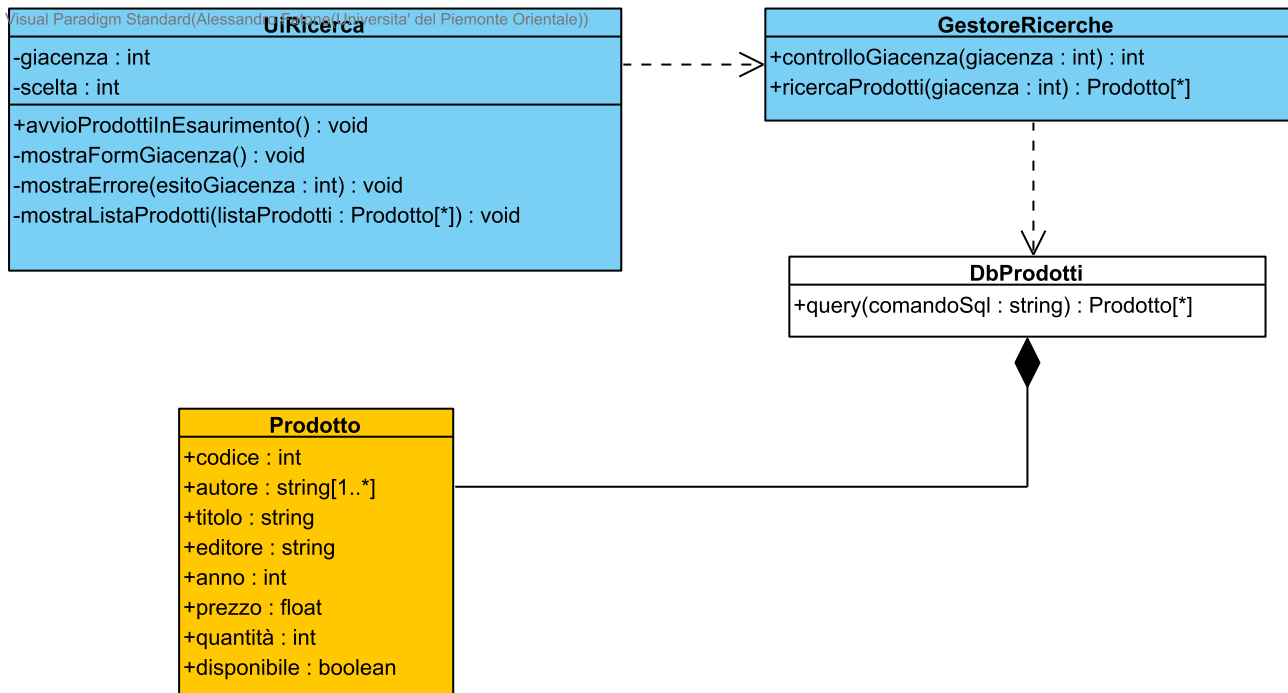 Visual Paradigm Standard(Alessandro Falcone(Universita' del Piemonte Orientale))
UiRicerca
-giacenza : int
-scelta : int
+avvioProdottiInEsaurimento() : void
-mostraFormGiacenza() : void
-mostraErrore(esitoGiacenza : int) : void
-mostraListaProdotti(listaProdotti : Prodotto[*]) : void
GestoreRicerche
+controlloGiacenza(giacenza : int) : int
+ricercaProdotti(giacenza : int) : Prodotto[*]
DbProdotti
+query(comandoSql : string) : Prodotto[*]
Prodotto
+codice : int
+autore : string[1..*]
+titolo : string
+editore : string
+anno : int
+prezzo : float
+quantità : int
+disponibile : boolean